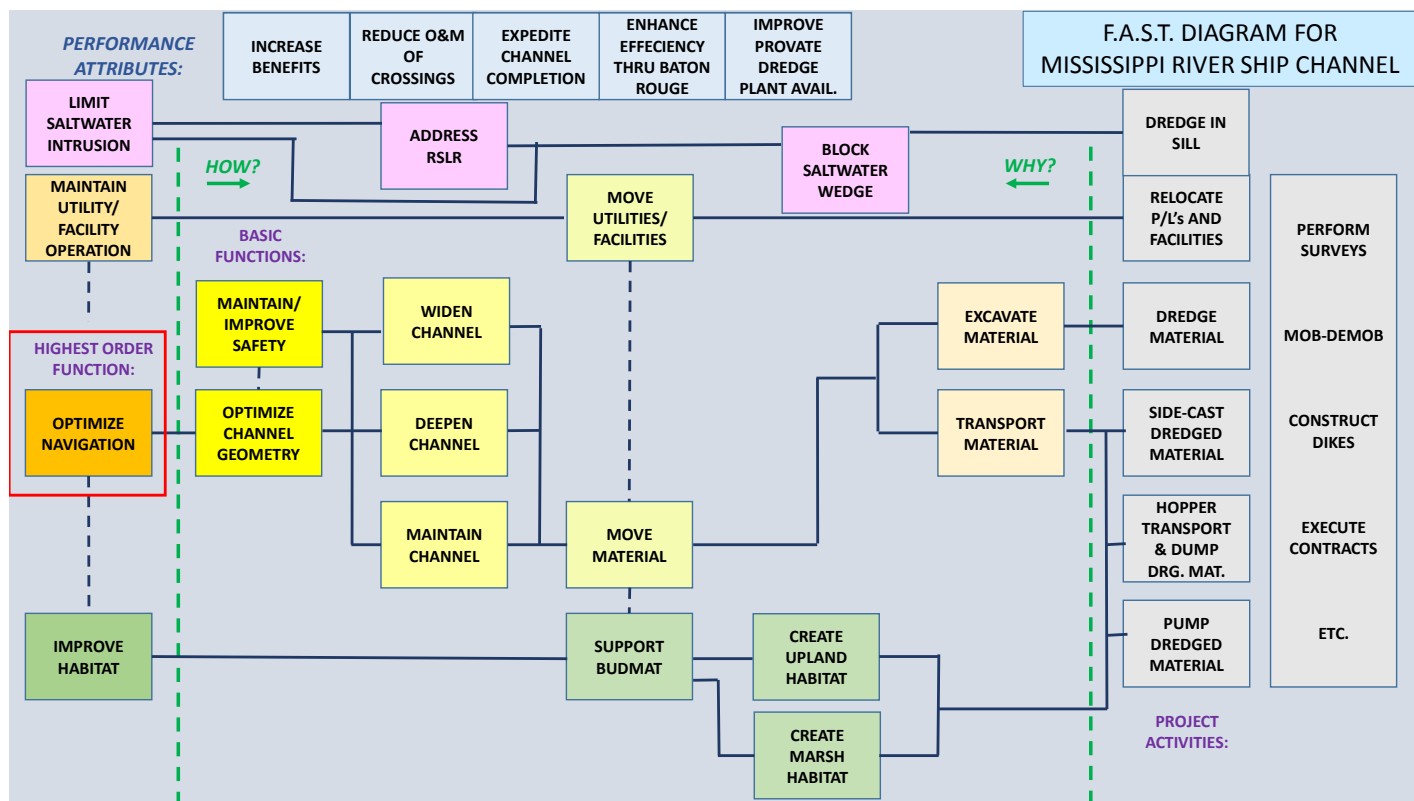 PERFORMANCE
ATTRIBUTES:
INCREASE
BENEFITS
REDUCE O&M
OF
CROSSINGS
EXPEDITE
CHANNEL
COMPLETION
ENHANCE
EFFECIENCY
THRU BATON
ROUGE
IMPROVE
PROVATE
DREDGE
PLANT AVAIL.
F.A.S.T. DIAGRAM FOR
MISSISSIPPI RIVER SHIP CHANNEL
LIMIT
SALTWATER
INTRUSION
ADDRESS
RSLR
BLOCK
SALTWATER
WEDGE
DREDGE IN
SILL
HOW?
WHY?
MAINTAIN
UTILITY/
FACILITY
OPERATION
MOVE
UTILITIES/
FACILITIES
RELOCATE
P/L's AND
FACILITIES
PERFORM
SURVEYS
BASIC
FUNCTIONS:
MAINTAIN/
IMPROVE
SAFETY
WIDEN
CHANNEL
EXCAVATE
MATERIAL
DREDGE
MATERIAL
MOB-DEMOB
HIGHEST ORDER
FUNCTION:
OPTIMIZE
NAVIGATION
OPTIMIZE
CHANNEL
GEOMETRY
DEEPEN
CHANNEL
TRANSPORT
MATERIAL
SIDE-CAST
DREDGED
MATERIAL
CONSTRUCT
DIKES
MAINTAIN
CHANNEL
MOVE
MATERIAL
HOPPER
TRANSPORT
& DUMP
DRG. MAT.
EXECUTE
CONTRACTS
IMPROVE
HABITAT
SUPPORT
BUDMAT
CREATE
UPLAND
HABITAT
PUMP
DREDGED
MATERIAL
ETC.
CREATE
MARSH
HABITAT
PROJECT
ACTIVITIES: